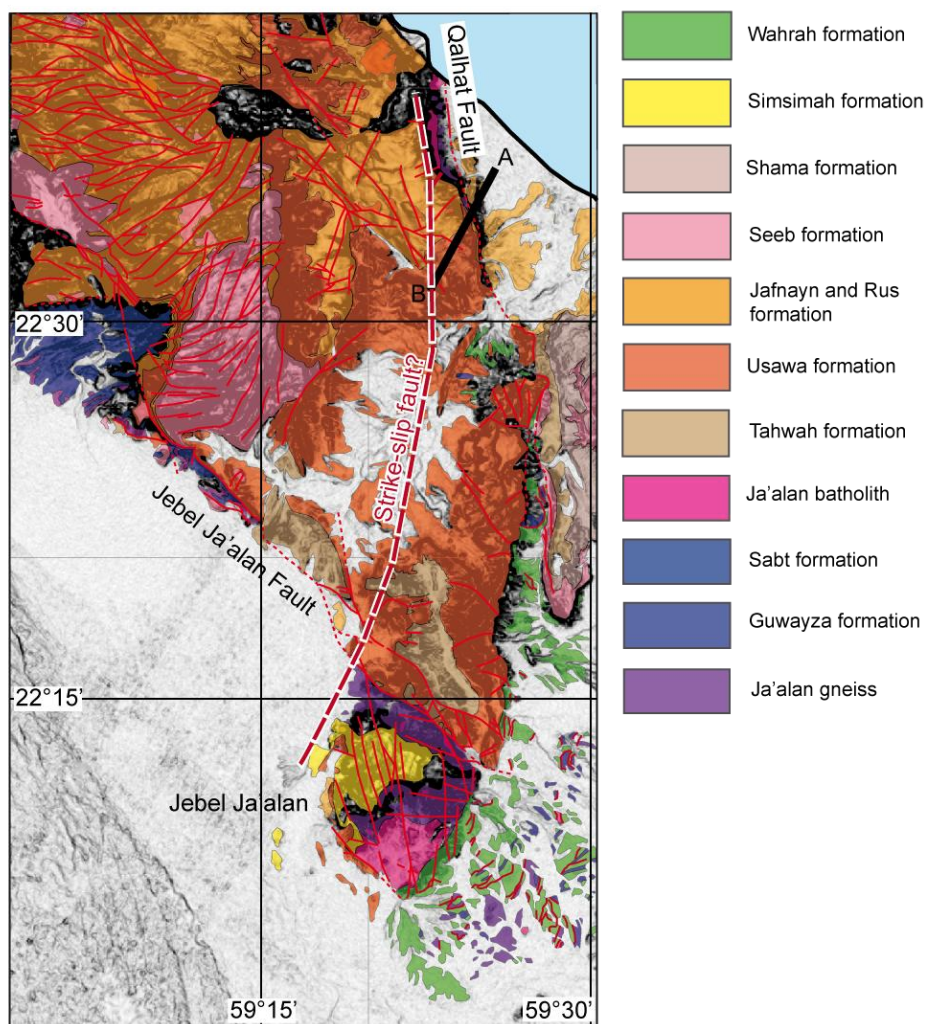 Qalhat Fault
A
B
22°30’
Strike-slip fault?
Jebel Ja’alan Fault
22°15’
Jebel Ja’alan
59°15’
59°30’
Wahrah formation
Simsimah formation
Shama formation
Seeb formation
Jafnayn and Rus
formation
Usawa formation
Tahwah formation
Ja’alan batholith
Sabt formation
Guwayza formation
Ja’alan gneiss